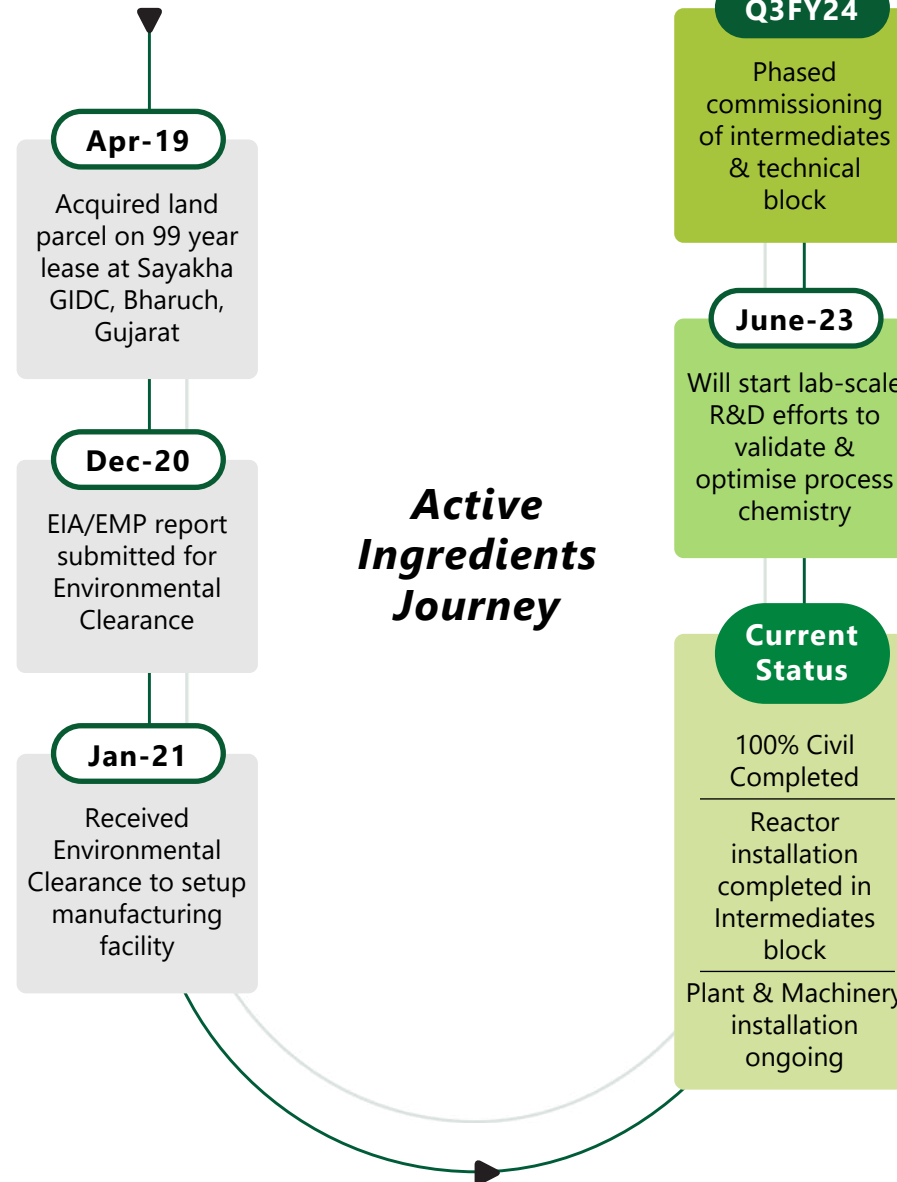 Apr-19
Acquired land
parcel on 99 year
lease at Sayakha
GIDC, Bharuch,
Gujarat
Dec-20
EIA/EMP report
submitted for
Environmental
Clearance
Jan-21
Received
Environmental
Clearance to setup
manufacturing
facility
Active
Ingredients
Journey
Q3FY24
Phased
commissioning
of intermediates
& technical
block
June-23
Will start lab-scale
R&D efforts to
validate &
optimise process
chemistry
Current
Status
100% Civil
Completed
Reactor
installation
completed in
Intermediates
block
Plant & Machinery
installation
ongoing